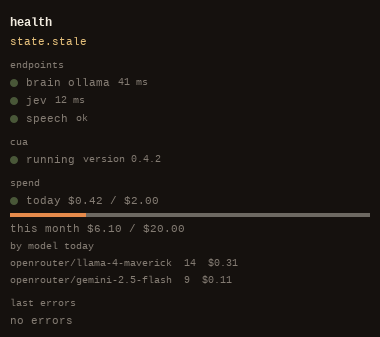 health
state.stale
endpoints
brain ollama 41 ms
jev 12 ms
speech ok
cua
running version 0.4.2
spend
today $0.42 / $2.00
this month $6.10 / $20.00
by model today
openrouter/llama-4-maverick 14 $0.31
openrouter/gemini-2.5-flash 9 $0.11
last errors
no errors